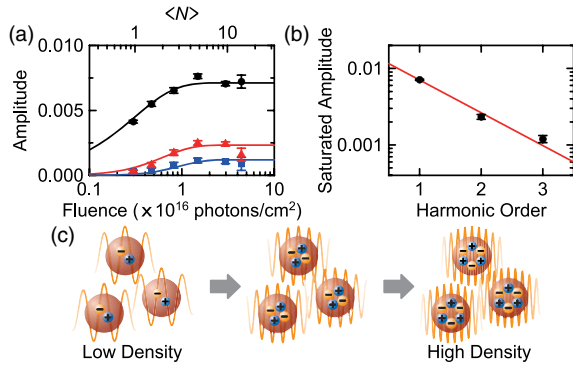 <N>
(a)
1
10
0.010
0.005
0.000
Amplitude
0.1
1
10
Fluence (×10¹⁶ photons/cm²)
(b)
0.01
0.001
Saturated Amplitude
1
2
3
Harmonic Order
(c)
Low Density
High Density